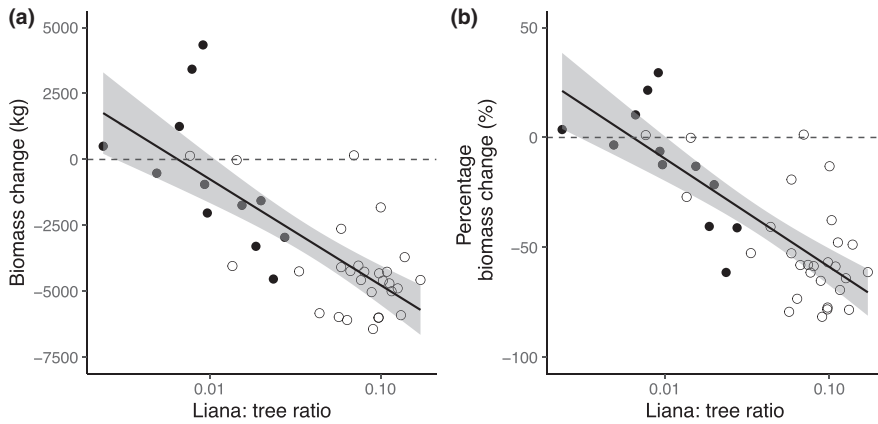 (a)
5000
2500
0
−2500
−5000
−7500
Biomass change (kg)
0.01
0.10
Liana: tree ratio
(b)
50
0
−50
−100
Percentage
biomass change (%)
0.01
0.10
Liana: tree ratio